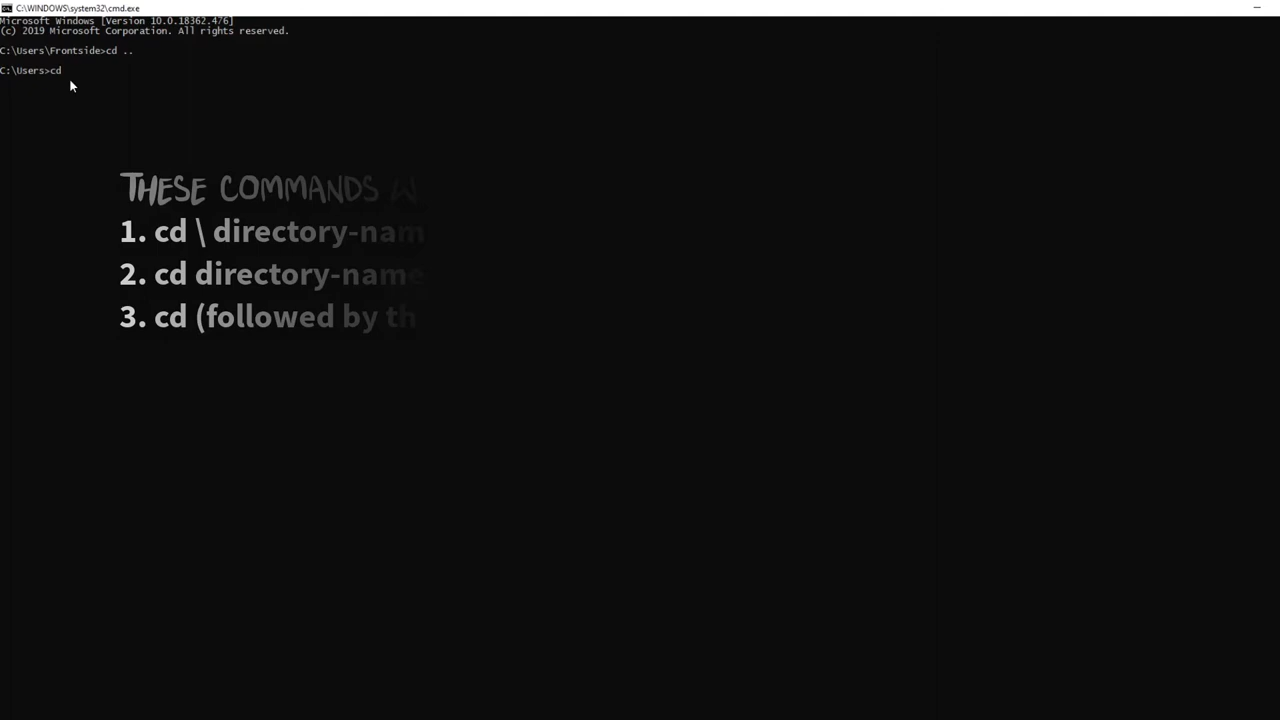 C:\WINDOWS\system32\cmd.exe
Microsoft Windows [Version 10.0.18362.476]
(c) 2019 Microsoft Corporation. All rights reserved.
C:\Users\Frontside>cd ..
C:\Users>cd
THESE COMMANDS W
1. cd \ directory-name
2. cd directory-name
3. cd (followed by th